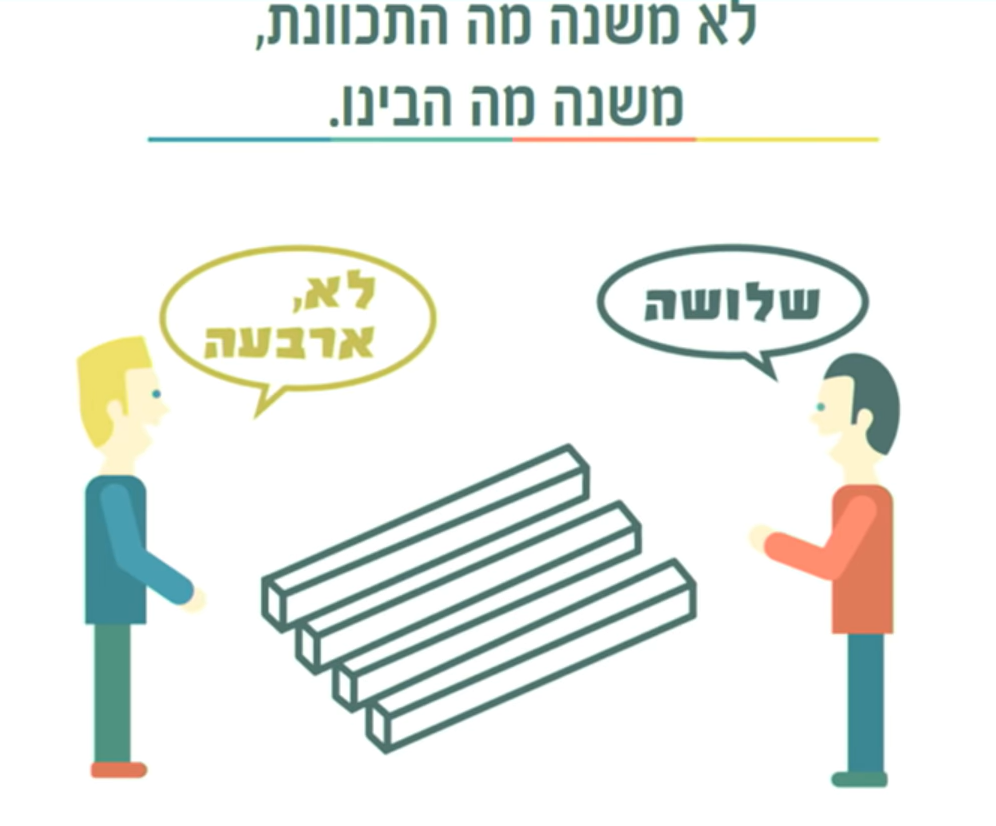 לא משנה מה התכוונת,
משנה מה הבינו.
שלושה
לא,
ארבעה